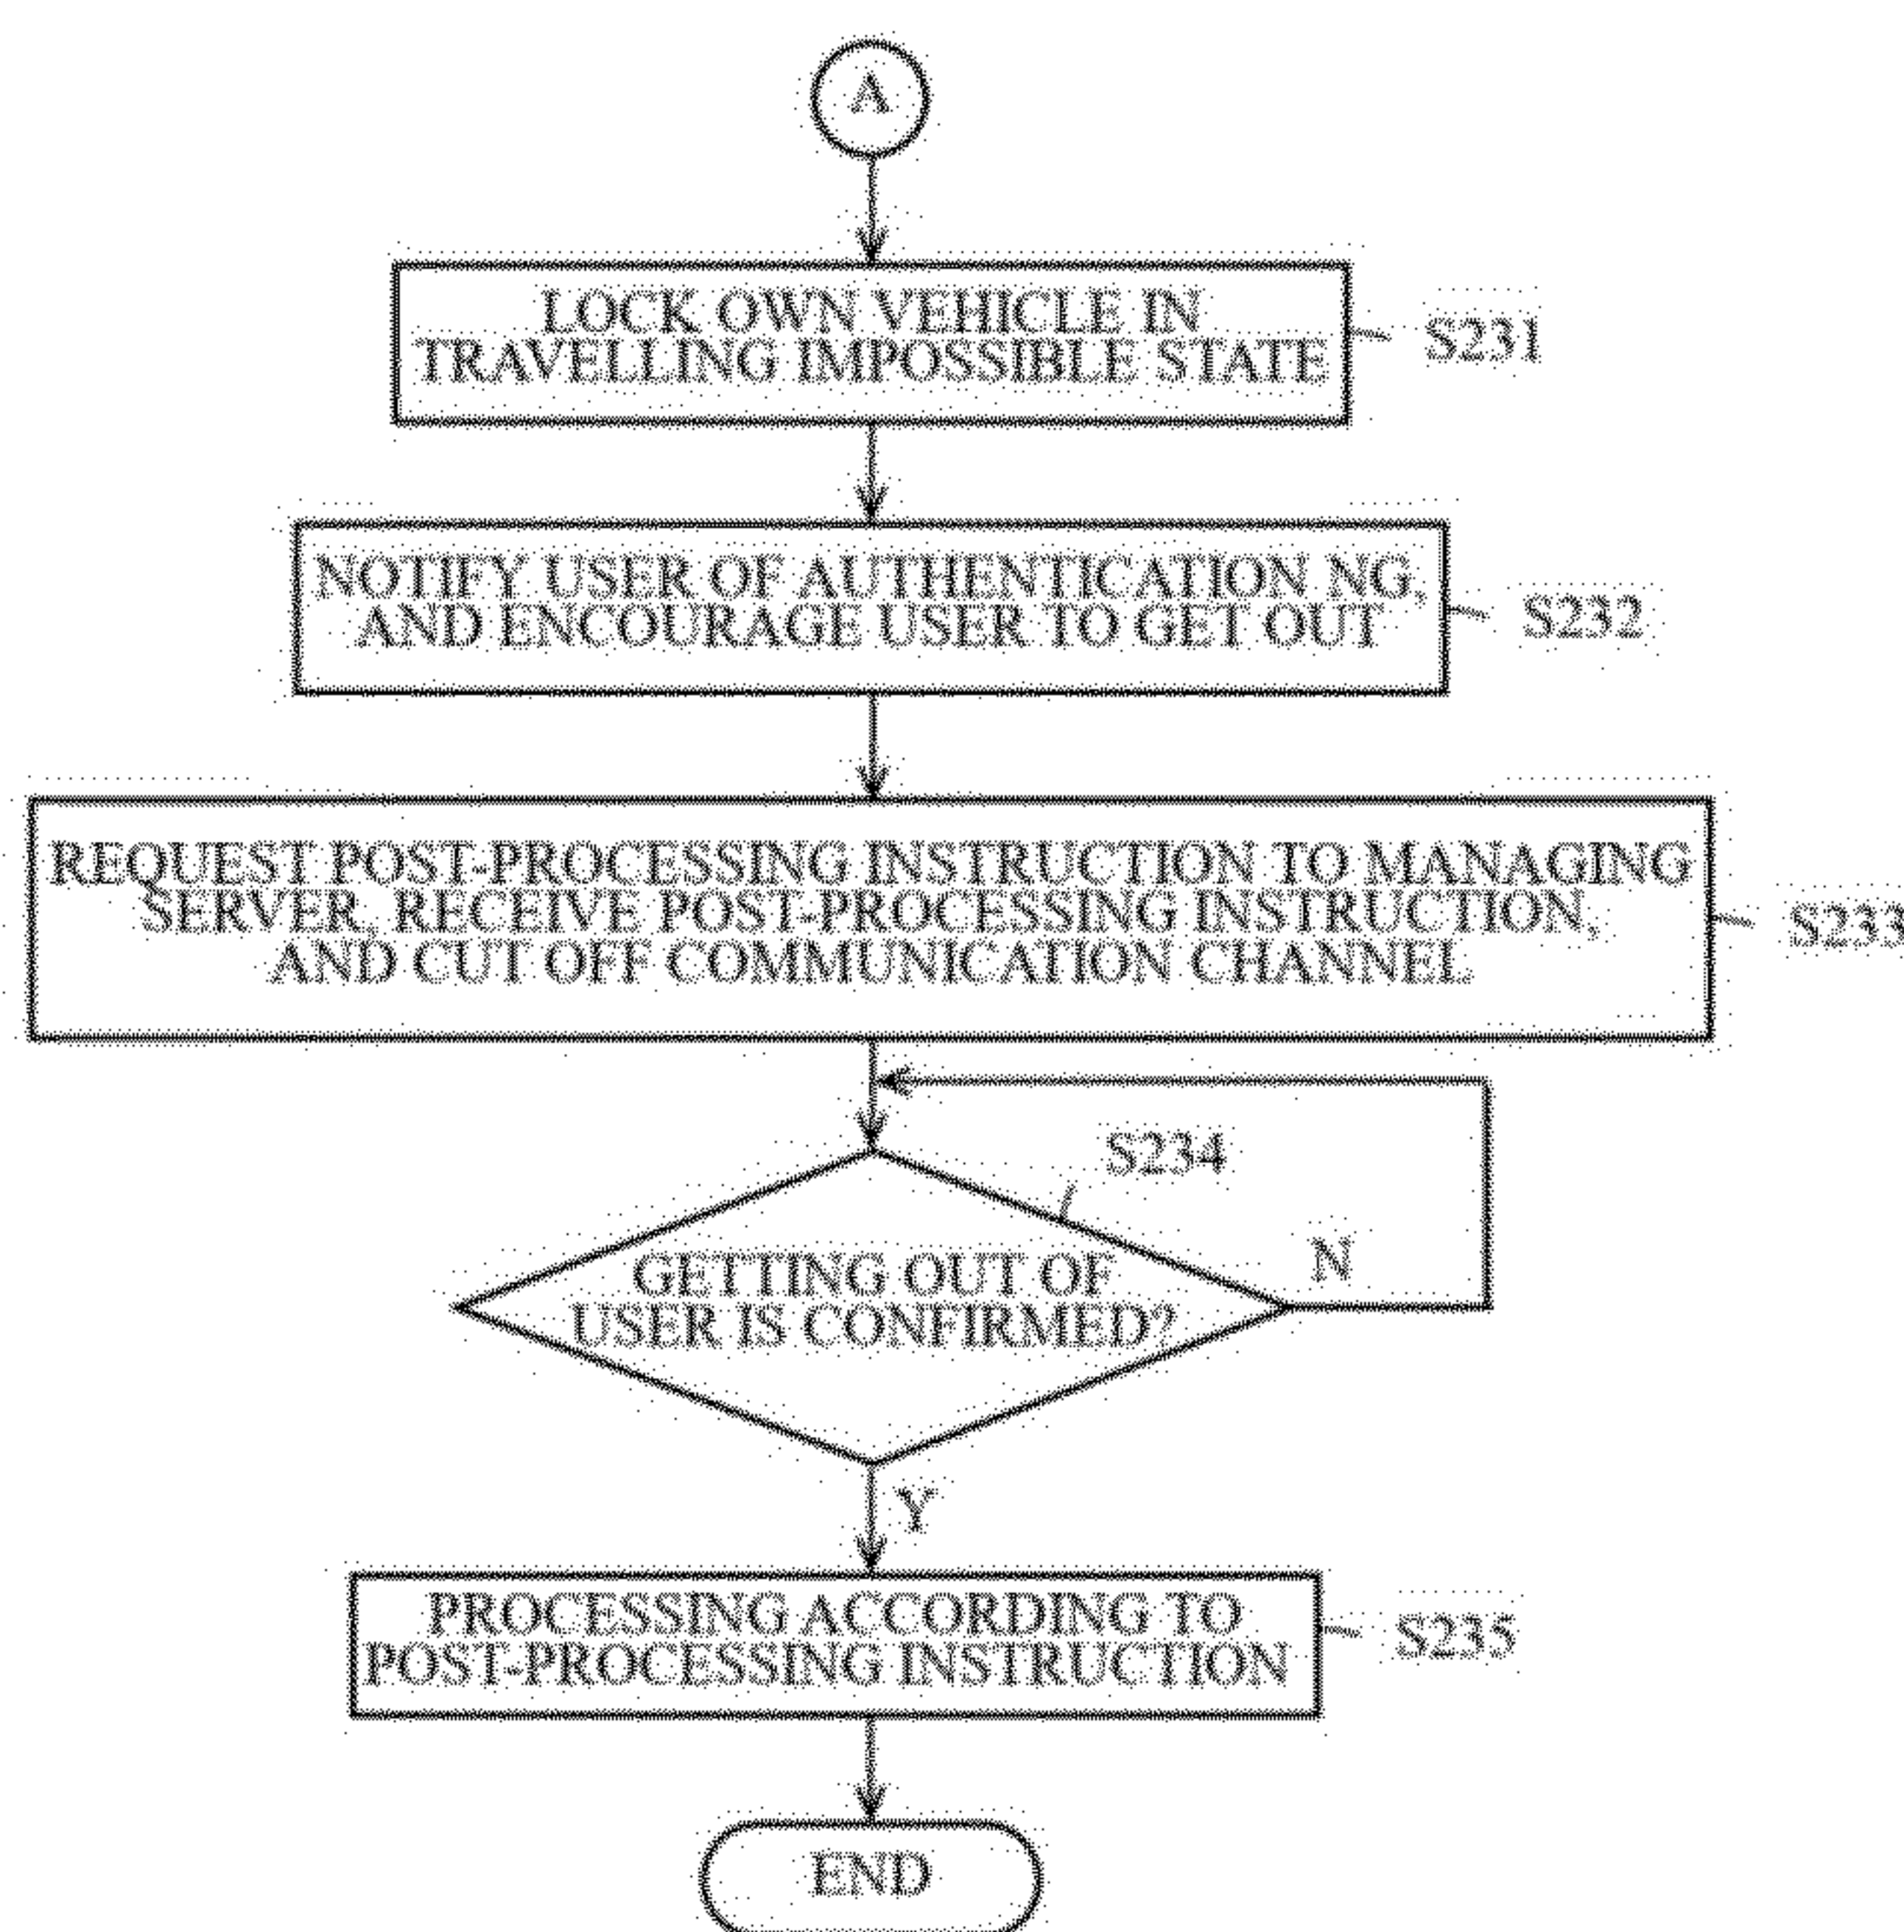 A
LOCK OWN VEHICLE IN
TRAVELLING IMPOSSIBLE STATE
S231
NOTIFY USER OF AUTHENTICATION NG,
AND ENCOURAGE USER TO GET OUT
S232
REQUEST POST-PROCESSING INSTRUCTION TO MANAGING
SERVER, RECEIVE POST-PROCESSING INSTRUCTION,
AND CUT OFF COMMUNICATION CHANNEL
S233
S234
GETTING OUT OF
USER IS CONFIRMED?
N
Y
PROCESSING ACCORDING TO
POST-PROCESSING INSTRUCTION
S235
END